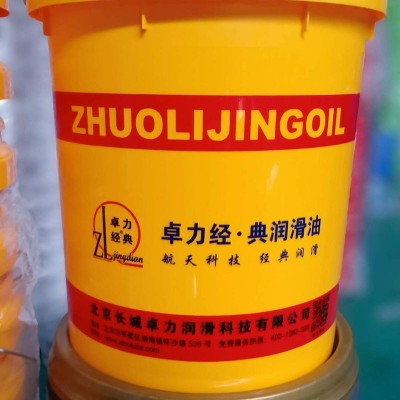 ZHUOLIJINGOIL
卓力
经典
ZL jingdian
卓力经·典润滑油
航天科技 经典润滑
北京长城卓力润滑科技有限公司